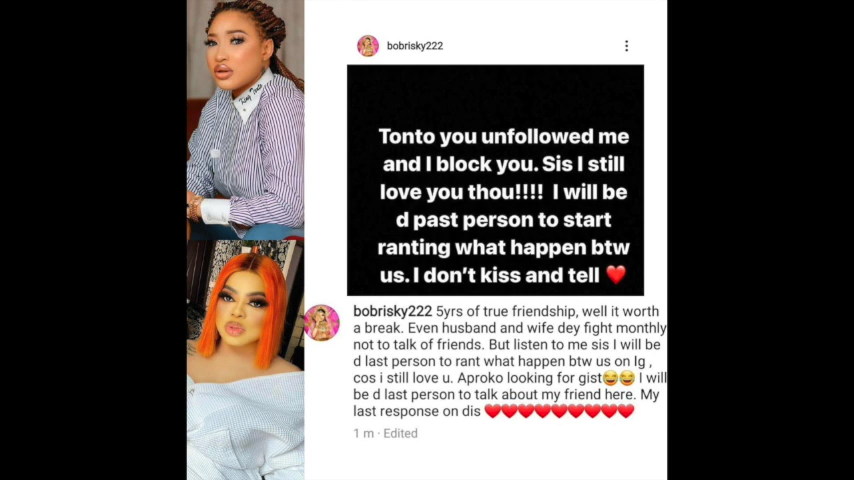 bobrisky222
Tonto you unfollowed me
and I block you. Sis I still
love you thou!!!! I will be
d past person to start
ranting what happen btw
us. I don't kiss and tell ❤️
bobrisky222 5yrs of true friendship, well it worth
a break. Even husband and wife dey fight monthly
not to talk of friends. But listen to me sis I will be
d last person to rant what happen btw us on Ig ,
cos i still love u. Aproko looking for gist😂😂 I will
be d last person to talk about my friend here. My
last response on dis ❤️❤️❤️❤️❤️❤️❤️❤️❤️
1 m · Edited